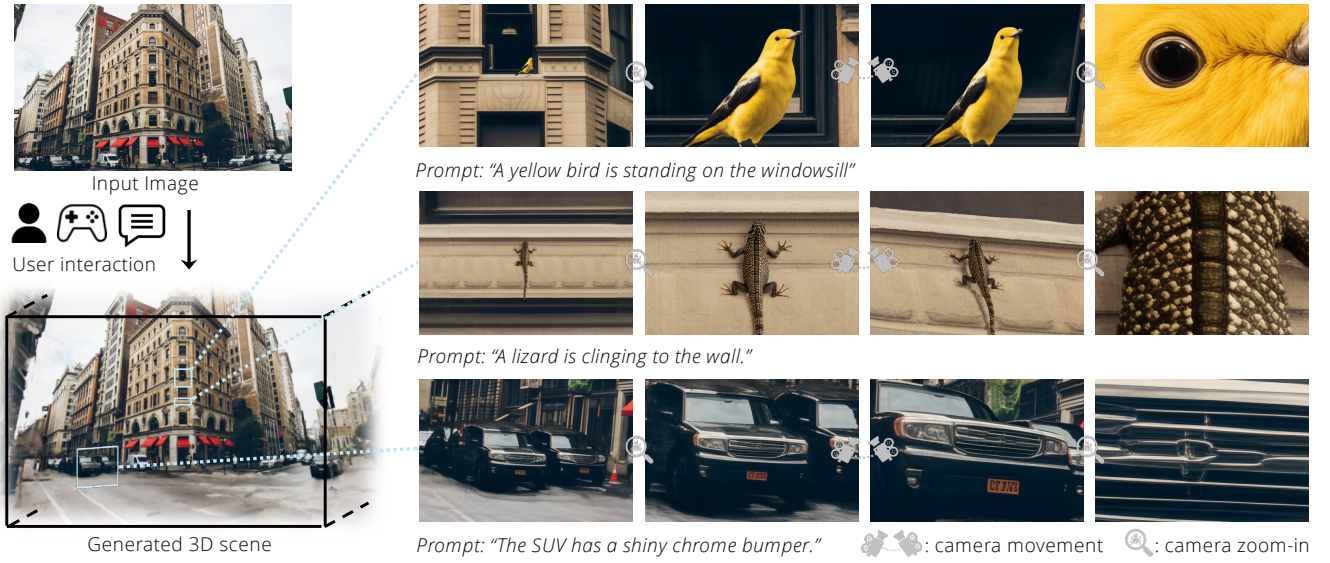 Input Image
User interaction
Generated 3D scene
Prompt: “A yellow bird is standing on the windowsill”
Prompt: “A lizard is clinging to the wall.”
Prompt: “The SUV has a shiny chrome bumper.”
: camera movement
: camera zoom-in